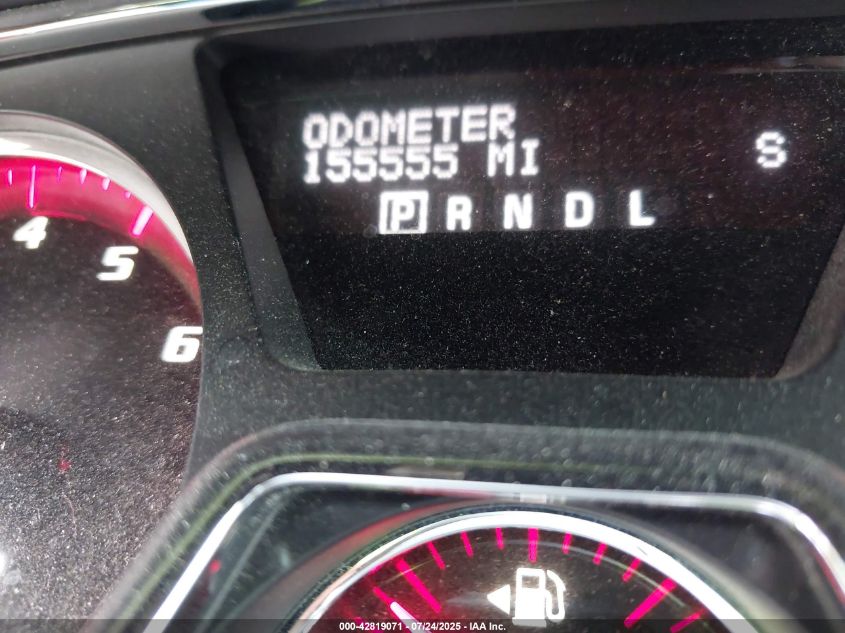 ODOMETER
155555 MI S
P R N D L
4
5
6
000-42819071 - 07/24/2025 - IAA Inc.